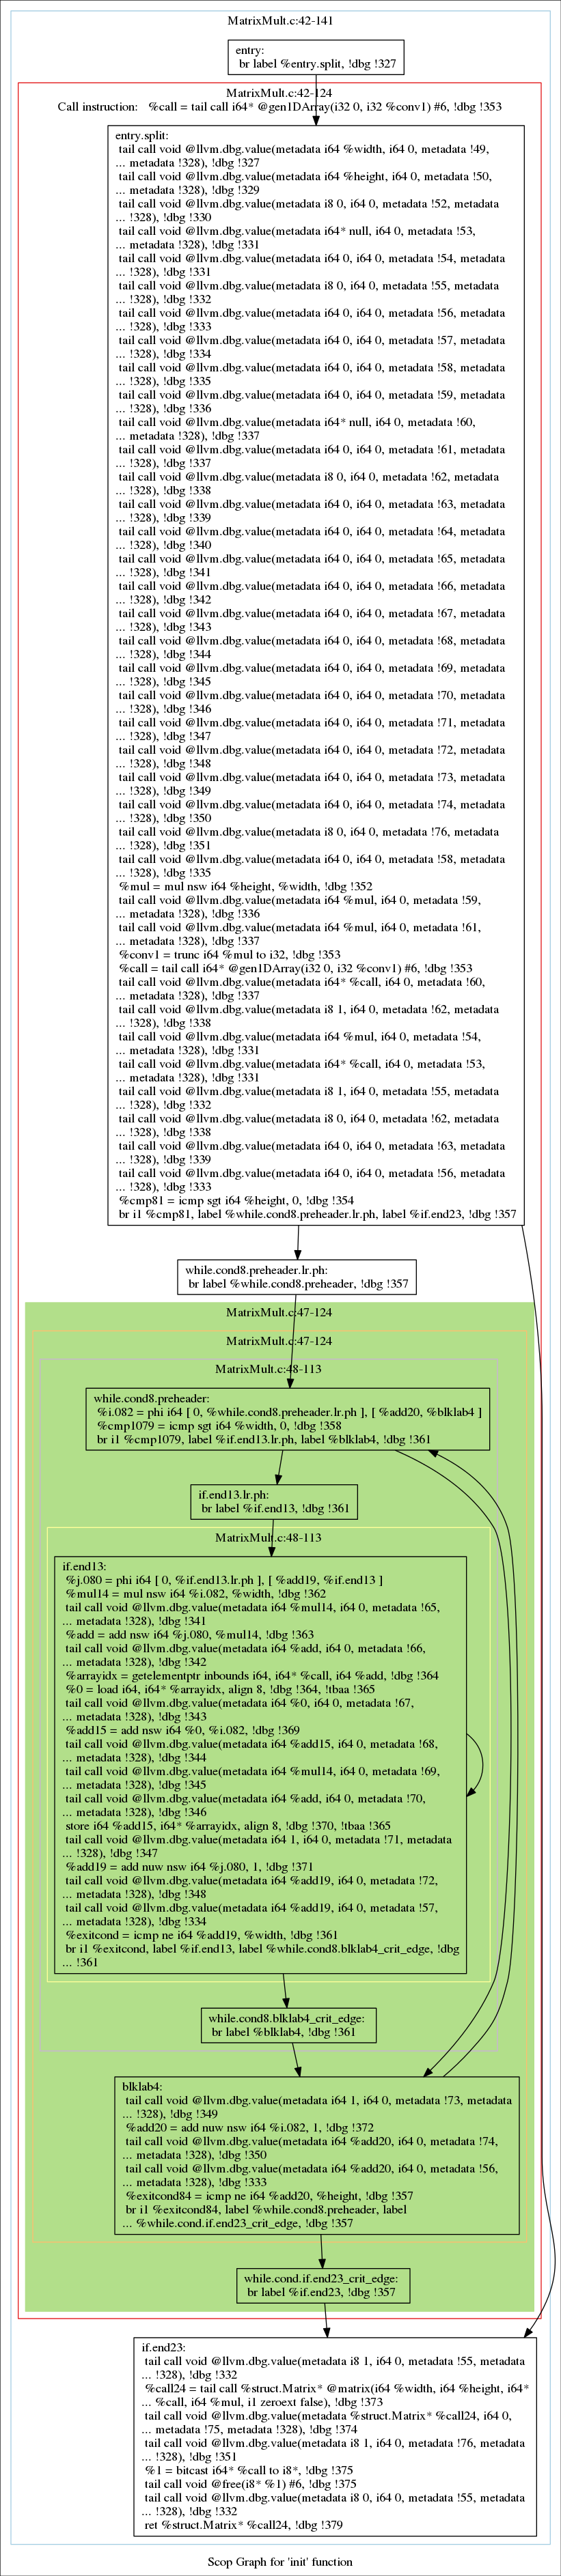 MatrixMult.c:42-141
entry:
br label %entry.split, !dbg !327
MatrixMult.c:42-124
Call instruction:   %call = tail call i64* @gen1DArray(i32 0, i32 %conv1) #6, !dbg !353
entry.split:
tail call void @llvm.dbg.value(metadata i64 %width, i64 0, metadata !49,
... metadata !328), !dbg !327
tail call void @llvm.dbg.value(metadata i64 %height, i64 0, metadata !50,
... metadata !328), !dbg !329
tail call void @llvm.dbg.value(metadata i8 0, i64 0, metadata !52, metadata
... !328), !dbg !330
tail call void @llvm.dbg.value(metadata i64* null, i64 0, metadata !53,
... metadata !328), !dbg !331
tail call void @llvm.dbg.value(metadata i64 0, i64 0, metadata !54, metadata
... !328), !dbg !331
tail call void @llvm.dbg.value(metadata i8 0, i64 0, metadata !55, metadata
... !328), !dbg !332
tail call void @llvm.dbg.value(metadata i64 0, i64 0, metadata !56, metadata
... !328), !dbg !333
tail call void @llvm.dbg.value(metadata i64 0, i64 0, metadata !57, metadata
... !328), !dbg !334
tail call void @llvm.dbg.value(metadata i64 0, i64 0, metadata !58, metadata
... !328), !dbg !335
tail call void @llvm.dbg.value(metadata i64 0, i64 0, metadata !59, metadata
... !328), !dbg !336
tail call void @llvm.dbg.value(metadata i64* null, i64 0, metadata !60,
... metadata !328), !dbg !337
tail call void @llvm.dbg.value(metadata i64 0, i64 0, metadata !61, metadata
... !328), !dbg !337
tail call void @llvm.dbg.value(metadata i8 0, i64 0, metadata !62, metadata
... !328), !dbg !338
tail call void @llvm.dbg.value(metadata i64 0, i64 0, metadata !63, metadata
... !328), !dbg !339
tail call void @llvm.dbg.value(metadata i64 0, i64 0, metadata !64, metadata
... !328), !dbg !340
tail call void @llvm.dbg.value(metadata i64 0, i64 0, metadata !65, metadata
... !328), !dbg !341
tail call void @llvm.dbg.value(metadata i64 0, i64 0, metadata !66, metadata
... !328), !dbg !342
tail call void @llvm.dbg.value(metadata i64 0, i64 0, metadata !67, metadata
... !328), !dbg !343
tail call void @llvm.dbg.value(metadata i64 0, i64 0, metadata !68, metadata
... !328), !dbg !344
tail call void @llvm.dbg.value(metadata i64 0, i64 0, metadata !69, metadata
... !328), !dbg !345
tail call void @llvm.dbg.value(metadata i64 0, i64 0, metadata !70, metadata
... !328), !dbg !346
tail call void @llvm.dbg.value(metadata i64 0, i64 0, metadata !71, metadata
... !328), !dbg !347
tail call void @llvm.dbg.value(metadata i64 0, i64 0, metadata !72, metadata
... !328), !dbg !348
tail call void @llvm.dbg.value(metadata i64 0, i64 0, metadata !73, metadata
... !328), !dbg !349
tail call void @llvm.dbg.value(metadata i64 0, i64 0, metadata !74, metadata
... !328), !dbg !350
tail call void @llvm.dbg.value(metadata i8 0, i64 0, metadata !76, metadata
... !328), !dbg !351
tail call void @llvm.dbg.value(metadata i64 0, i64 0, metadata !58, metadata
... !328), !dbg !335
%mul = mul nsw i64 %height, %width, !dbg !352
tail call void @llvm.dbg.value(metadata i64 %mul, i64 0, metadata !59,
... metadata !328), !dbg !336
tail call void @llvm.dbg.value(metadata i64 %mul, i64 0, metadata !61,
... metadata !328), !dbg !337
%conv1 = trunc i64 %mul to i32, !dbg !353
%call = tail call i64* @gen1DArray(i32 0, i32 %conv1) #6, !dbg !353
tail call void @llvm.dbg.value(metadata i64* %call, i64 0, metadata !60,
... metadata !328), !dbg !337
tail call void @llvm.dbg.value(metadata i8 1, i64 0, metadata !62, metadata
... !328), !dbg !338
tail call void @llvm.dbg.value(metadata i64 %mul, i64 0, metadata !54,
... metadata !328), !dbg !331
tail call void @llvm.dbg.value(metadata i64* %call, i64 0, metadata !53,
... metadata !328), !dbg !331
tail call void @llvm.dbg.value(metadata i8 1, i64 0, metadata !55, metadata
... !328), !dbg !332
tail call void @llvm.dbg.value(metadata i8 0, i64 0, metadata !62, metadata
... !328), !dbg !338
tail call void @llvm.dbg.value(metadata i64 0, i64 0, metadata !63, metadata
... !328), !dbg !339
tail call void @llvm.dbg.value(metadata i64 0, i64 0, metadata !56, metadata
... !328), !dbg !333
%cmp81 = icmp sgt i64 %height, 0, !dbg !354
br i1 %cmp81, label %while.cond8.preheader.lr.ph, label %if.end23, !dbg !357
while.cond8.preheader.lr.ph:
br label %while.cond8.preheader, !dbg !357
MatrixMult.c:47-124
MatrixMult.c:47-124
MatrixMult.c:48-113
while.cond8.preheader:
%i.082 = phi i64 [ 0, %while.cond8.preheader.lr.ph ], [ %add20, %blklab4 ]
%cmp1079 = icmp sgt i64 %width, 0, !dbg !358
br i1 %cmp1079, label %if.end13.lr.ph, label %blklab4, !dbg !361
if.end13.lr.ph:
br label %if.end13, !dbg !361
MatrixMult.c:48-113
if.end13:
%j.080 = phi i64 [ 0, %if.end13.lr.ph ], [ %add19, %if.end13 ]
%mul14 = mul nsw i64 %i.082, %width, !dbg !362
tail call void @llvm.dbg.value(metadata i64 %mul14, i64 0, metadata !65,
... metadata !328), !dbg !341
%add = add nsw i64 %j.080, %mul14, !dbg !363
tail call void @llvm.dbg.value(metadata i64 %add, i64 0, metadata !66,
... metadata !328), !dbg !342
%arrayidx = getelementptr inbounds i64, i64* %call, i64 %add, !dbg !364
%0 = load i64, i64* %arrayidx, align 8, !dbg !364, !tbaa !365
tail call void @llvm.dbg.value(metadata i64 %0, i64 0, metadata !67,
... metadata !328), !dbg !343
%add15 = add nsw i64 %0, %i.082, !dbg !369
tail call void @llvm.dbg.value(metadata i64 %add15, i64 0, metadata !68,
... metadata !328), !dbg !344
tail call void @llvm.dbg.value(metadata i64 %mul14, i64 0, metadata !69,
... metadata !328), !dbg !345
tail call void @llvm.dbg.value(metadata i64 %add, i64 0, metadata !70,
... metadata !328), !dbg !346
store i64 %add15, i64* %arrayidx, align 8, !dbg !370, !tbaa !365
tail call void @llvm.dbg.value(metadata i64 1, i64 0, metadata !71, metadata
... !328), !dbg !347
%add19 = add nuw nsw i64 %j.080, 1, !dbg !371
tail call void @llvm.dbg.value(metadata i64 %add19, i64 0, metadata !72,
... metadata !328), !dbg !348
tail call void @llvm.dbg.value(metadata i64 %add19, i64 0, metadata !57,
... metadata !328), !dbg !334
%exitcond = icmp ne i64 %add19, %width, !dbg !361
br i1 %exitcond, label %if.end13, label %while.cond8.blklab4_crit_edge, !dbg
... !361
while.cond8.blklab4_crit_edge:
br label %blklab4, !dbg !361
blklab4:
tail call void @llvm.dbg.value(metadata i64 1, i64 0, metadata !73, metadata
... !328), !dbg !349
%add20 = add nuw nsw i64 %i.082, 1, !dbg !372
tail call void @llvm.dbg.value(metadata i64 %add20, i64 0, metadata !74,
... metadata !328), !dbg !350
tail call void @llvm.dbg.value(metadata i64 %add20, i64 0, metadata !56,
... metadata !328), !dbg !333
%exitcond84 = icmp ne i64 %add20, %height, !dbg !357
br i1 %exitcond84, label %while.cond8.preheader, label
... %while.cond.if.end23_crit_edge, !dbg !357
while.cond.if.end23_crit_edge:
br label %if.end23, !dbg !357
if.end23:
tail call void @llvm.dbg.value(metadata i8 1, i64 0, metadata !55, metadata
... !328), !dbg !332
%call24 = tail call %struct.Matrix* @matrix(i64 %width, i64 %height, i64*
... %call, i64 %mul, i1 zeroext false), !dbg !373
tail call void @llvm.dbg.value(metadata %struct.Matrix* %call24, i64 0,
... metadata !75, metadata !328), !dbg !374
tail call void @llvm.dbg.value(metadata i8 1, i64 0, metadata !76, metadata
... !328), !dbg !351
%1 = bitcast i64* %call to i8*, !dbg !375
tail call void @free(i8* %1) #6, !dbg !375
tail call void @llvm.dbg.value(metadata i8 0, i64 0, metadata !55, metadata
... !328), !dbg !332
ret %struct.Matrix* %call24, !dbg !379
Scop Graph for 'init' function